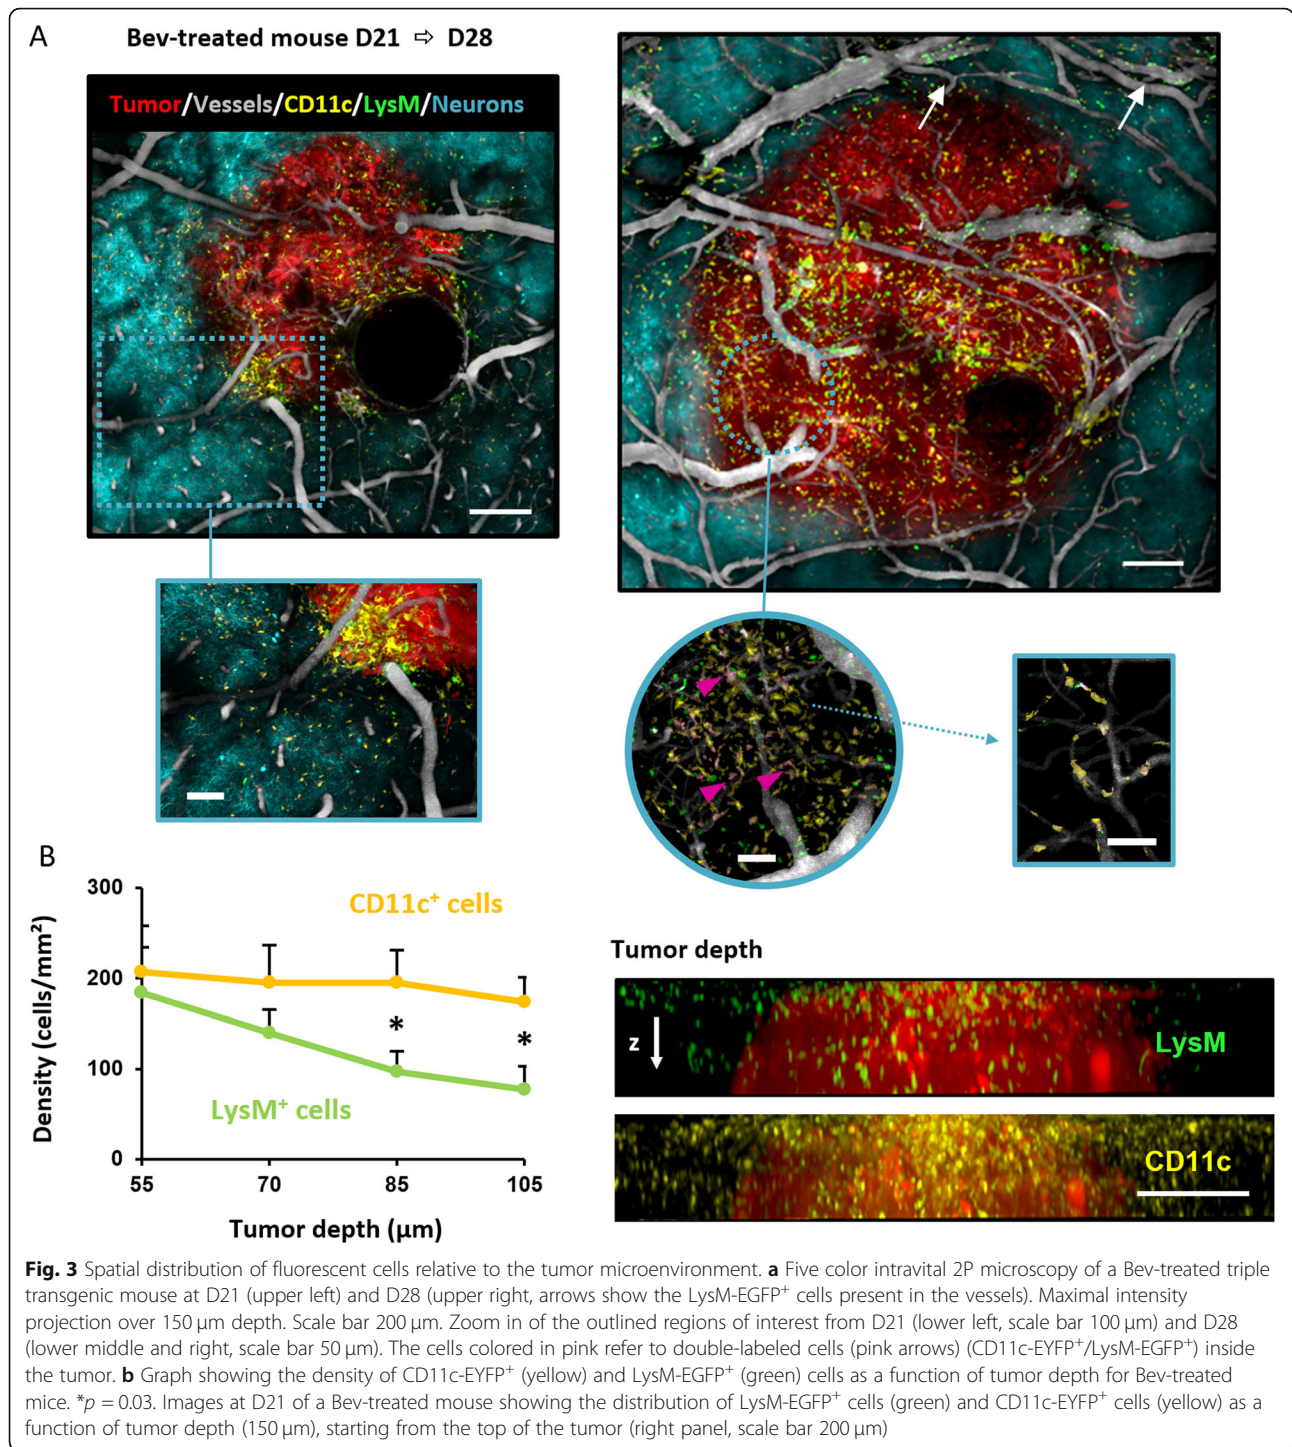 A
Bev-treated mouse D21 ⇨ D28
Tumor/Vessels/CD11c/LysM/Neurons
B
300
200
100
0
55 70 85 105
Density (cells/mm²)
Tumor depth (µm)
CD11c⁺ cells
LysM⁺ cells
*
*
Tumor depth
z
LysM
CD11c
Fig. 3 Spatial distribution of fluorescent cells relative to the tumor microenvironment. a Five color intravital 2P microscopy of a Bev-treated triple
transgenic mouse at D21 (upper left) and D28 (upper right, arrows show the LysM-EGFP⁺ cells present in the vessels). Maximal intensity
projection over 150 µm depth. Scale bar 200 µm. Zoom in of the outlined regions of interest from D21 (lower left, scale bar 100 µm) and D28
(lower middle and right, scale bar 50 µm). The cells colored in pink refer to double-labeled cells (pink arrows) (CD11c-EYFP⁺/LysM-EGFP⁺) inside
the tumor. b Graph showing the density of CD11c-EYFP⁺ (yellow) and LysM-EGFP⁺ (green) cells as a function of tumor depth for Bev-treated
mice. *p = 0.03. Images at D21 of a Bev-treated mouse showing the distribution of LysM-EGFP⁺ cells (green) and CD11c-EYFP⁺ cells (yellow) as a
function of tumor depth (150 µm), starting from the top of the tumor (right panel, scale bar 200 µm)